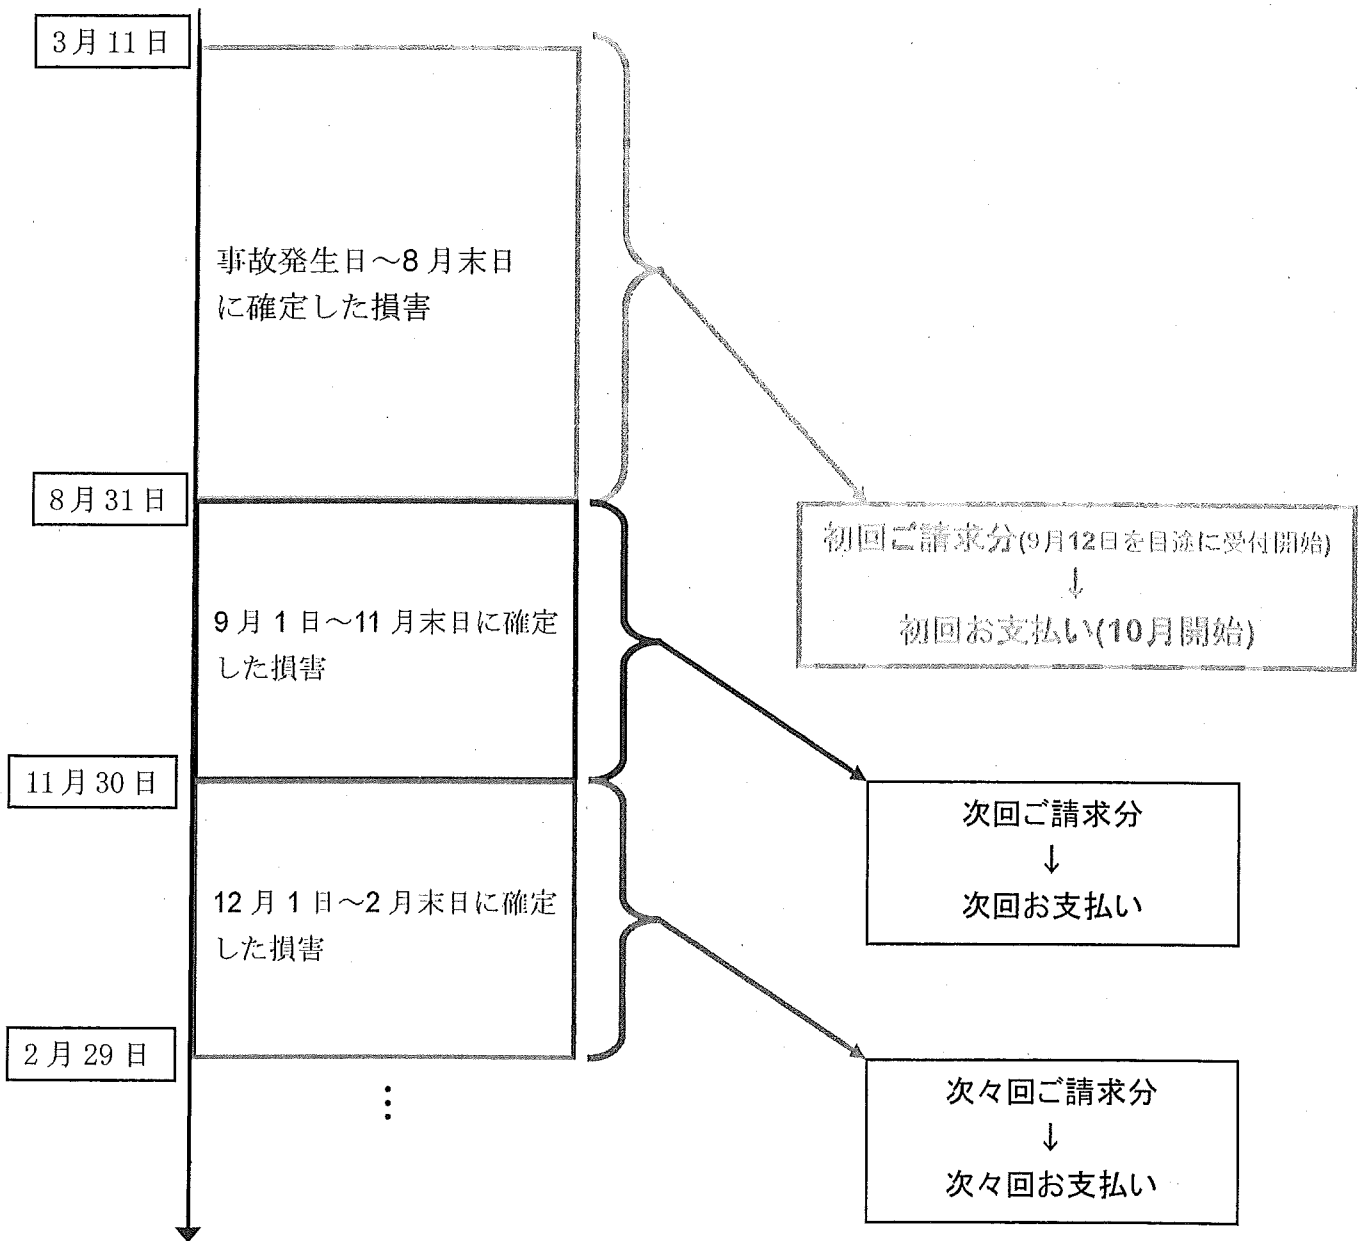 3月11日
事故発生日～8月末日
に確定した損害
8月31日
初回ご請求分(9月12日を目途に受付開始)
↓
初回お支払い(10月開始)
9月1日～11月末日に確定
した損害
11月30日
次回ご請求分
↓
次回お支払い
12月1日～2月末日に確定
した損害
2月29日
⋮
次々回ご請求分
↓
次々回お支払い